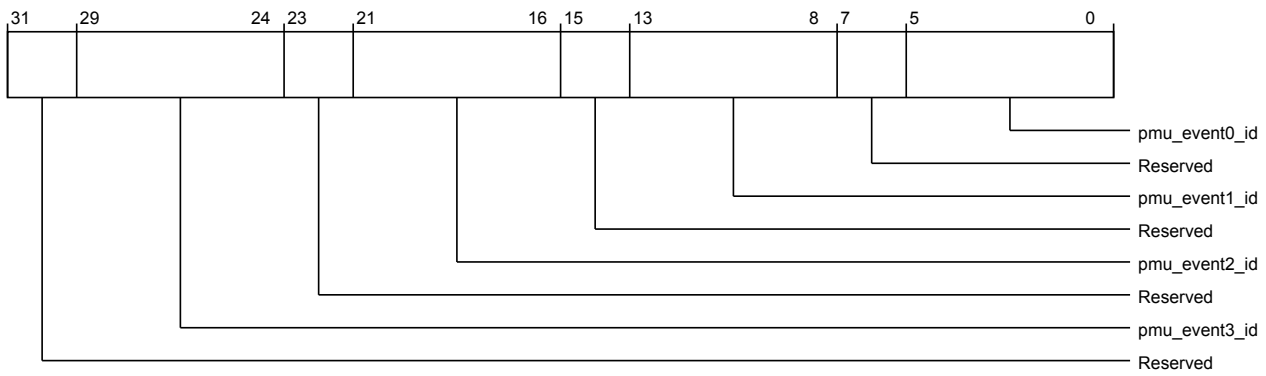 31 29 24 23 21 16 15 13 8 7 5 0
pmu_event0_id
Reserved
pmu_event1_id
Reserved
pmu_event2_id
Reserved
pmu_event3_id
Reserved